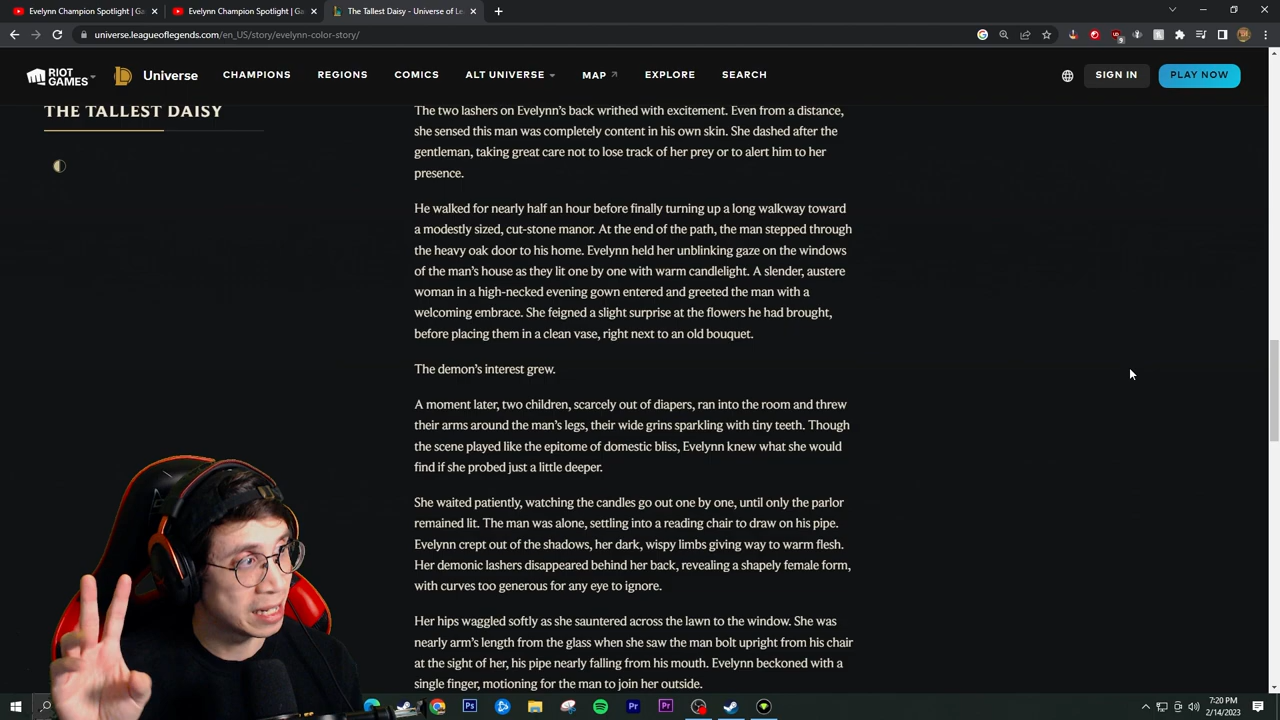 Evelynn Champion Spotlight | Ga
Evelynn Champion Spotlight | Ga
The Tallest Daisy - Universe of Le
universe.leagueoflegends.com/en_US/story/evelynn-color-story/
RIOT GAMES
Universe
CHAMPIONS
REGIONS
COMICS
ALT UNIVERSE
MAP
EXPLORE
SEARCH
SIGN IN
PLAY NOW
THE TALLEST DAISY
The two lashers on Evelynn's back writhed with excitement. Even from a distance,
she sensed this man was completely content in his own skin. She dashed after the
gentleman, taking great care not to lose track of her prey or to alert him to her
presence.
He walked for nearly half an hour before finally turning up a long walkway toward
a modestly sized, cut-stone manor. At the end of the path, the man stepped through
the heavy oak door to his home. Evelynn held her unblinking gaze on the windows
of the man's house as they lit one by one with warm candlelight. A slender, austere
woman in a high-necked evening gown entered and greeted the man with a
welcoming embrace. She feigned a slight surprise at the flowers he had brought,
before placing them in a clean vase, right next to an old bouquet.
The demon's interest grew.
A moment later, two children, scarcely out of diapers, ran into the room and threw
their arms around the man's legs, their wide grins sparkling with tiny teeth. Though
the scene played like the epitome of domestic bliss, Evelynn knew what she would
find if she probed just a little deeper.
She waited patiently, watching the candles go out one by one, until only the parlor
remained lit. The man was alone, settling into a reading chair to draw on his pipe.
Evelynn crept out of the shadows, her dark, wispy limbs giving way to warm flesh.
Her demonic lashers disappeared behind her back, revealing a shapely female form,
with curves too generous for any eye to ignore.
Her hips waggled softly as she sauntered across the lawn to the window. She was
nearly arm's length from the glass when she saw the man bolt upright from his chair
at the sight of her, his pipe nearly falling from his mouth. Evelynn beckoned with a
single finger, motioning for the man to join her outside.
7:20 PM
2/14/2023